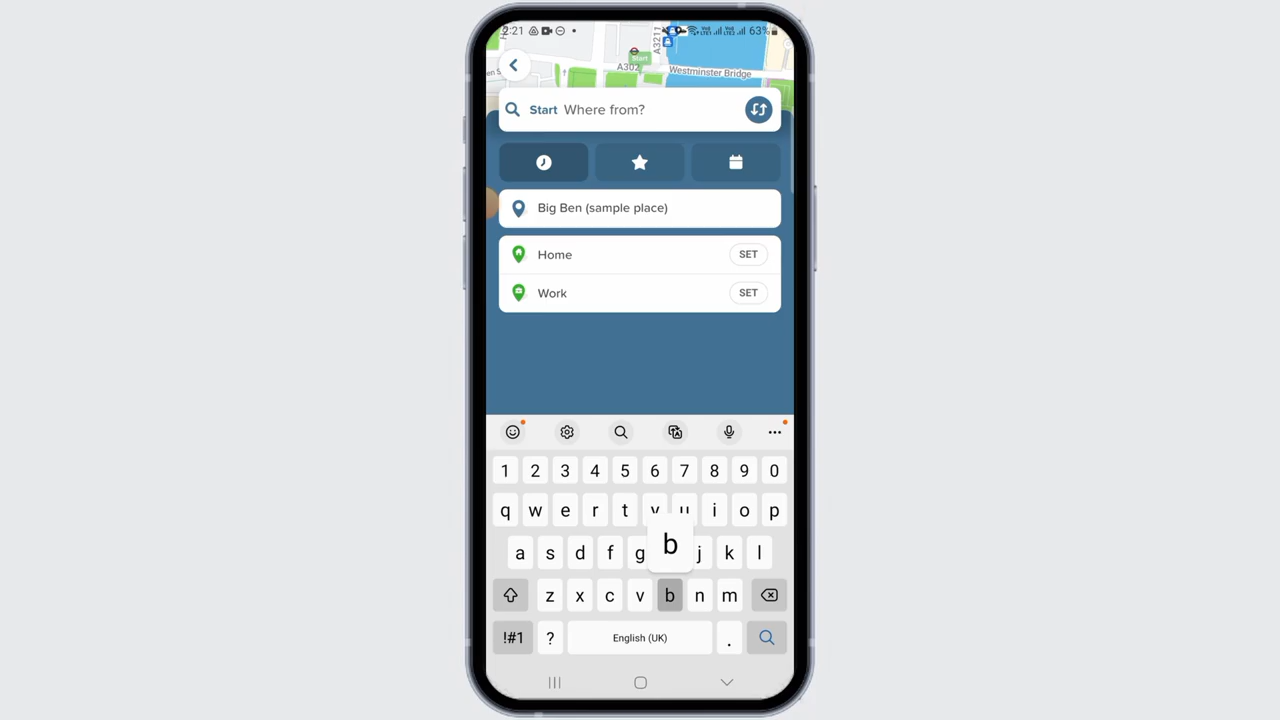 2:21 63%
A3211
Start
A302
Westminster Bridge
Start Where from?
Big Ben (sample place)
Home SET
Work SET
1 2 3 4 5 6 7 8 9 0
q w e r t y u i o p
a s d f g b j k l
z x c v b n m
!#1 ? English (UK) .